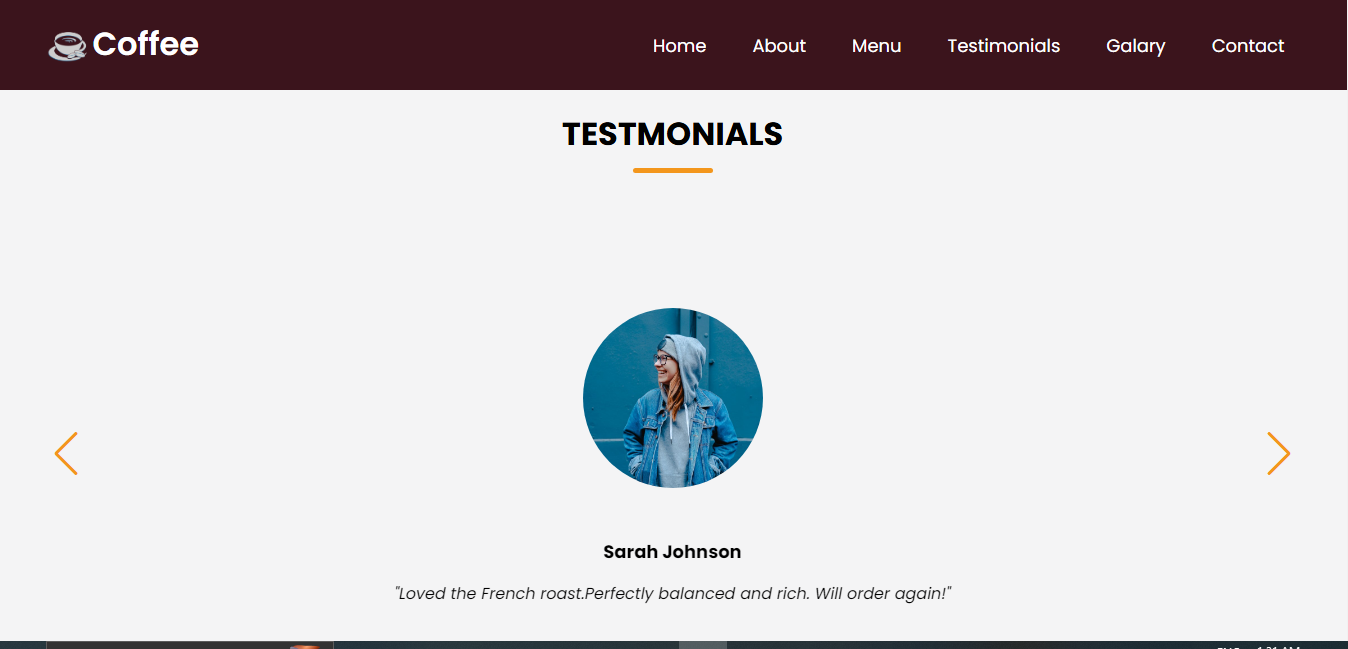 Coffee
Home About Menu Testimonials Galary Contact
TESTMONIALS
Sarah Johnson
"Loved the French roast.Perfectly balanced and rich. Will order again!"